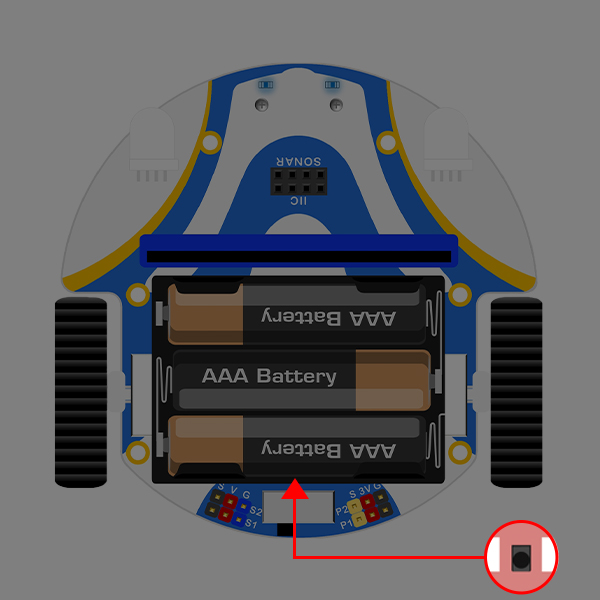 SONAR
IIC
AAA Battery
AAA Battery
AAA Battery
S V G
S2
S1
S 3V G
P2
P1